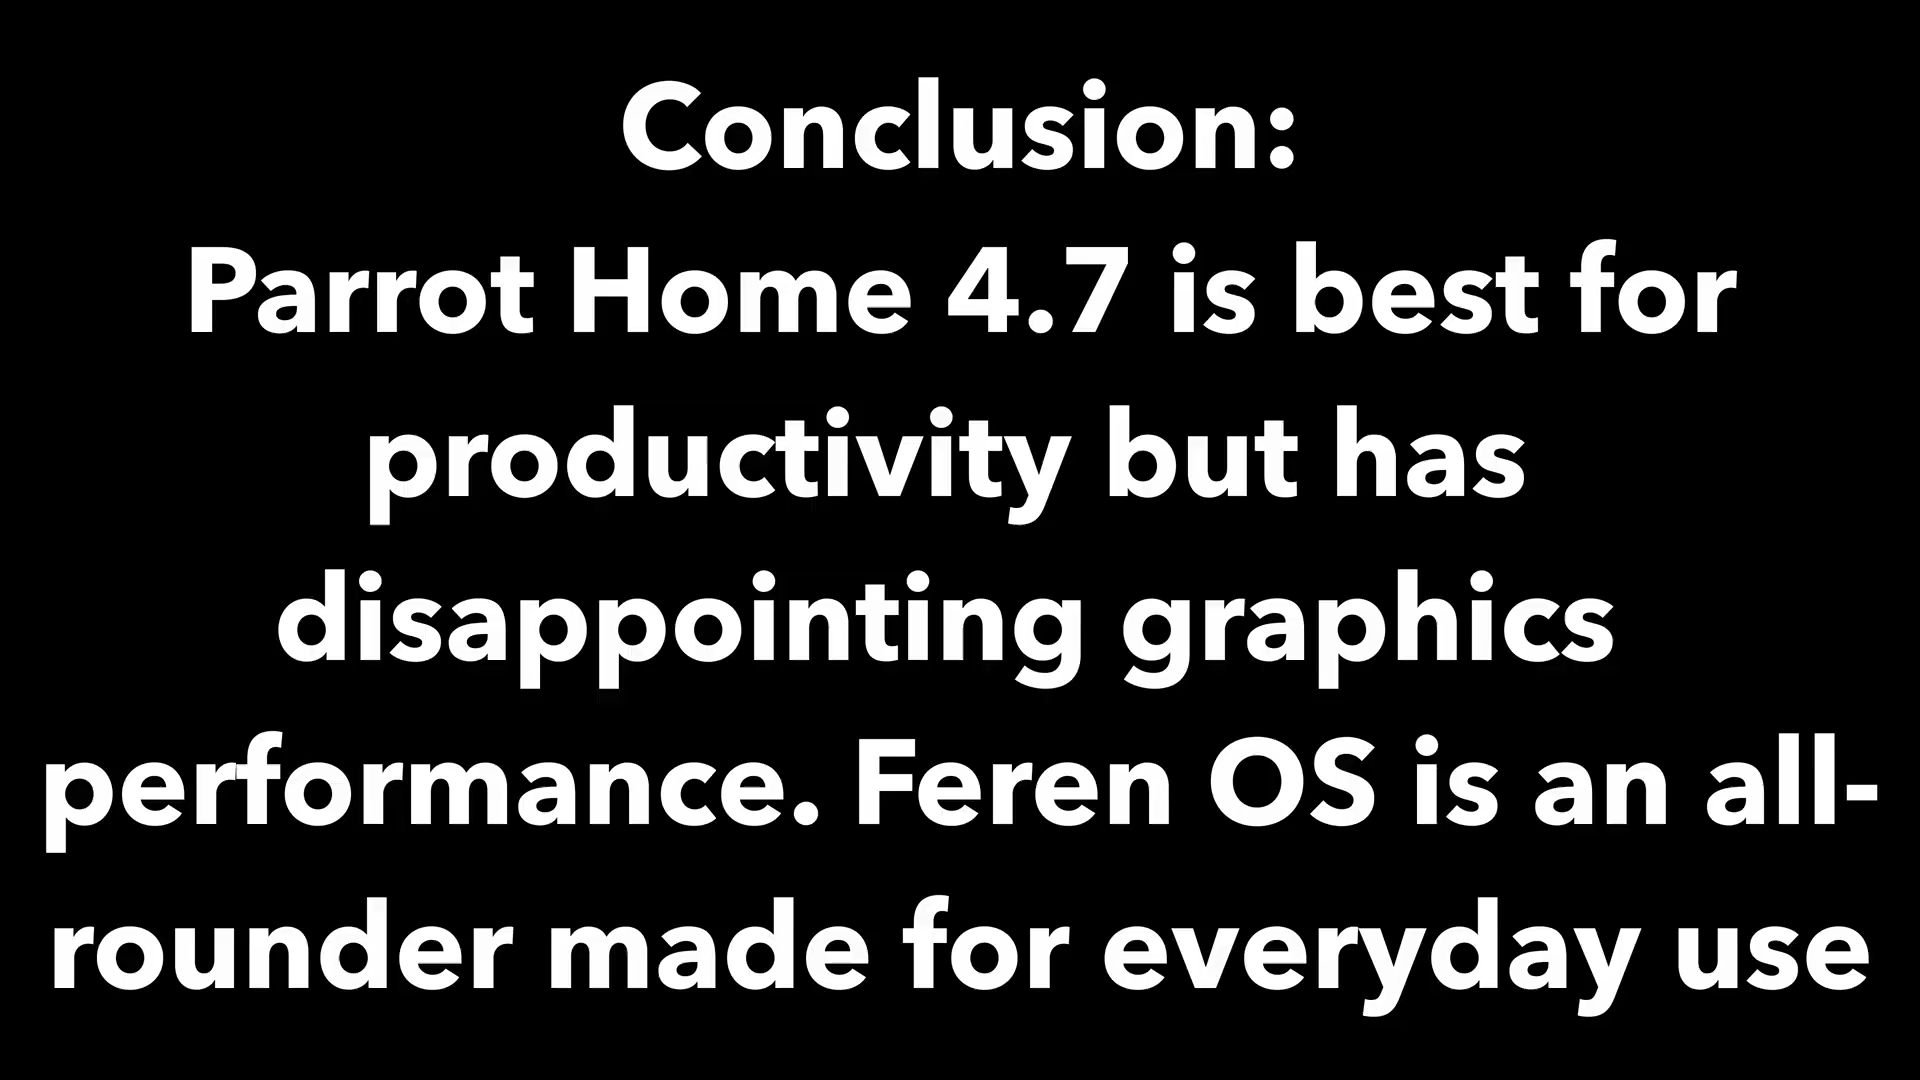 Conclusion:
Parrot Home 4.7 is best for
productivity but has
disappointing graphics
performance. Feren OS is an all-
rounder made for everyday use